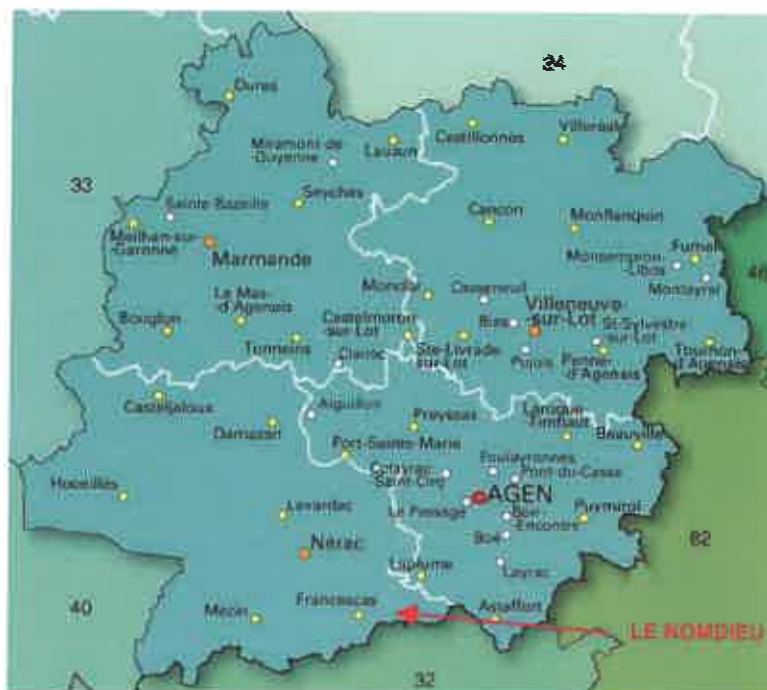 24
Duras
Castillonnès
Villeréal
Miramont-de-
Guyenne
Lauzun
33
Seyches
Sainte-Bazeille
Cancon
Monflanquin
Meilhan-sur-
Garonne
Marmande
Fumel
Monsempron-
Libos
46
Montayral
Monclar
Casseneuil
Villeneuve-
sur-Lot
Le Mas-
d'Agenais
Bouglon
Castelmoron-
sur-Lot
Bias
St-Sylvestre
sur-Lot
Tonneins
Clairac
Ste-Livrade-
sur-Lot
Pujols
Penne-
d'Agenais
Tournon-
d'Agenais
Casteljaloux
Aiguillon
Prayssas
Laroque-
Timbaut
Damazan
Port-Sainte-Marie
Beauville
Foulayronnes
Colayrac-
Saint-Cirq
Pont-du-Casse
Houeillès
AGEN
Lavardac
Le Passage
Bon-
Encontre
Puymirol
Nérac
Boé
82
Layrac
Laplume
40
Mézin
Francescas
Astaffort
LE NOMDIEU
32